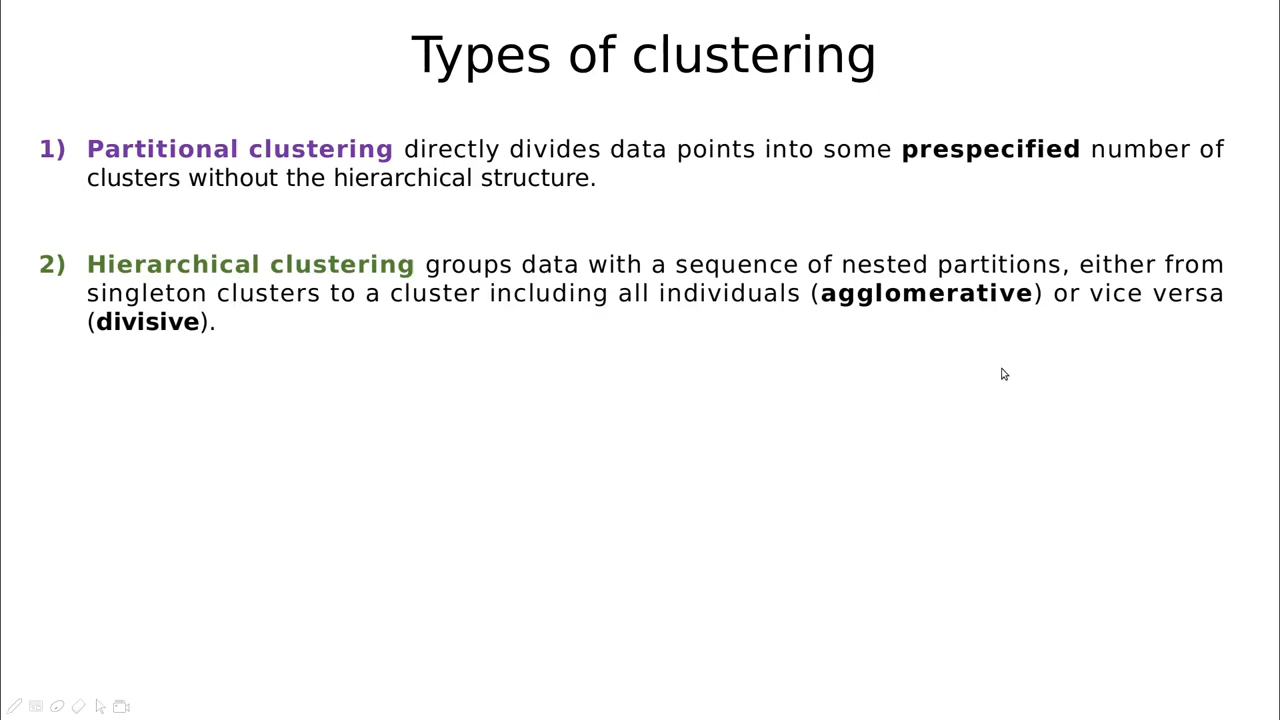 Types of clustering
1) Partitional clustering directly divides data points into some prespecified number of
clusters without the hierarchical structure.
2) Hierarchical clustering groups data with a sequence of nested partitions, either from
singleton clusters to a cluster including all individuals (agglomerative) or vice versa
(divisive).